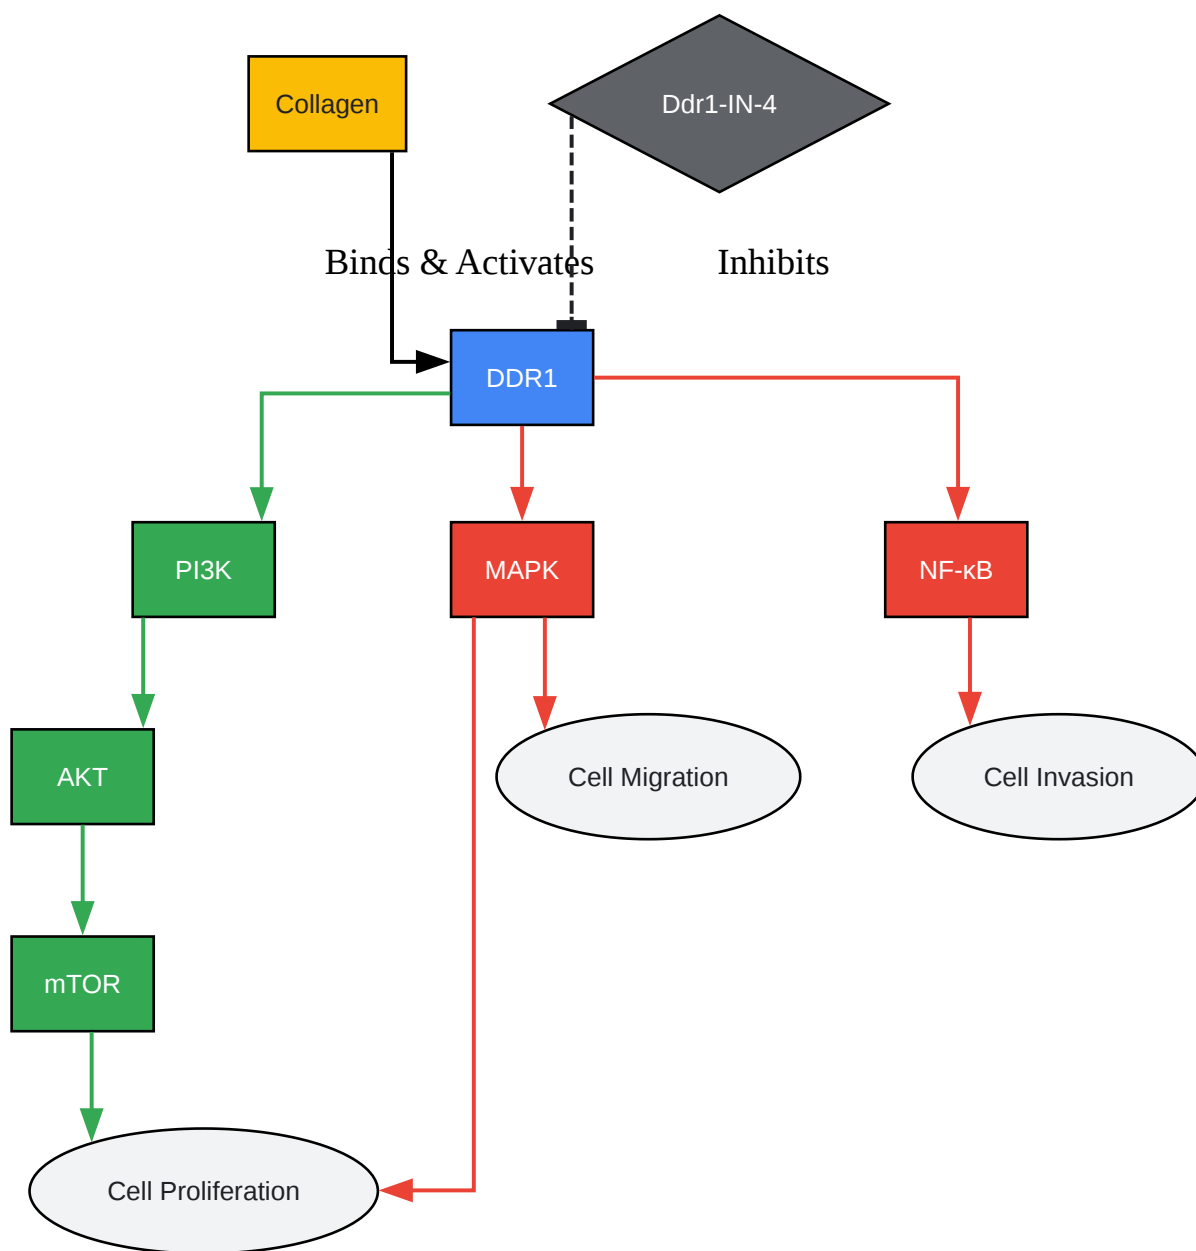 Collagen
Ddr1-IN-4
Binds & Activates
Inhibits
DDR1
PI3K
MAPK
NF-κB
AKT
Cell Migration
Cell Invasion
mTOR
Cell Proliferation